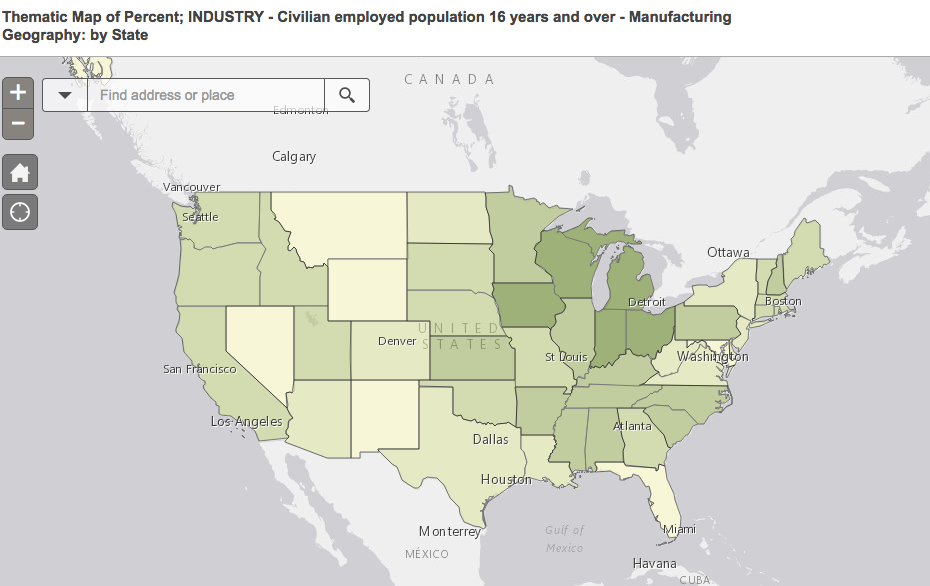 Thematic Map of Percent; INDUSTRY - Civilian employed population 16 years and over - Manufacturing
Geography: by State
CANADA
+
Find address or place
−
Edmonton
Calgary
Vancouver
Seattle
Ottawa
Detroit
Boston
UNITED
STATES
Denver
St Louis
Washington
San Francisco
Los Angeles
Atlanta
Dallas
Houston
Monterrey
Miami
Gulf of
Mexico
MÉXICO
Havana
CUBA